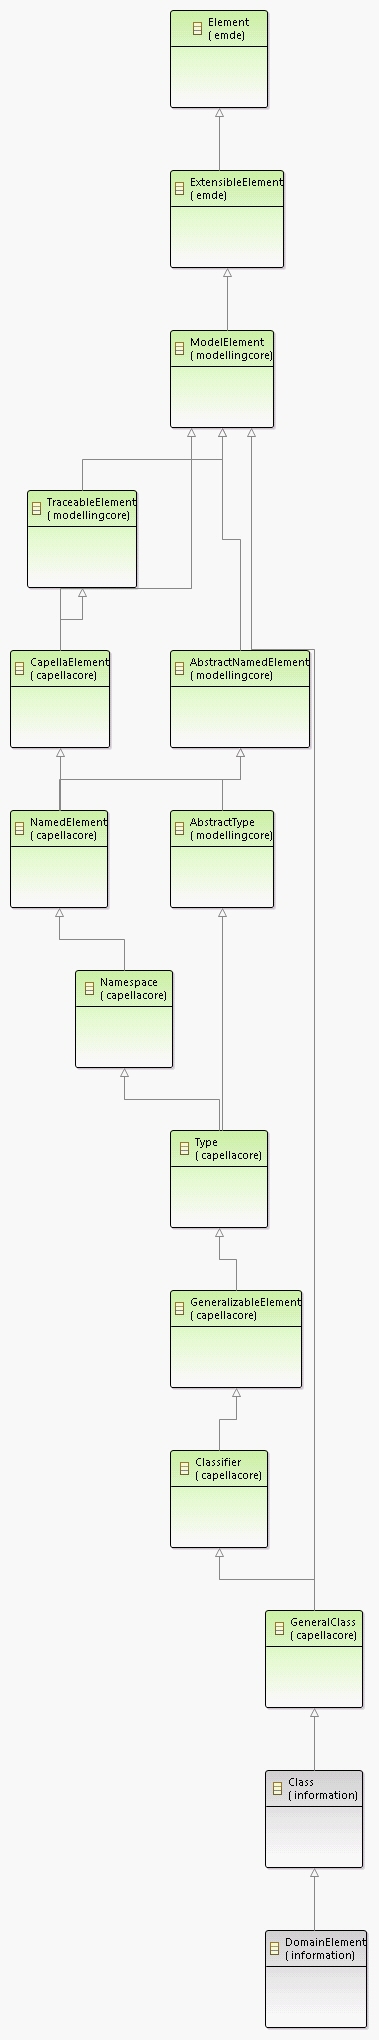 Element
( emde)
ExtensibleElement
( emde)
ModelElement
( modellingcore)
TraceableElement
( modellingcore)
CapellaElement
( capellacore)
AbstractNamedElement
( modellingcore)
NamedElement
( capellacore)
AbstractType
( modellingcore)
Namespace
( capellacore)
Type
( capellacore)
GeneralizableElement
( capellacore)
Classifier
( capellacore)
GeneralClass
( capellacore)
Class
( information)
DomainElement
( information)